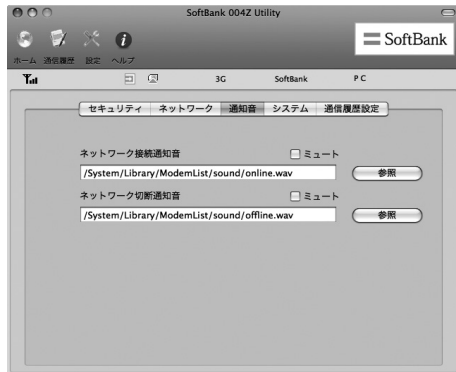 SoftBank 004Z Utility
ホーム 通信履歴 設定 ヘルプ
SoftBank
3G SoftBank PC
セキュリティ ネットワーク 通知音 システム 通信履歴設定
ネットワーク接続通知音 ミュート
/System/Library/ModemList/sound/online.wav 参照
ネットワーク切断通知音 ミュート
/System/Library/ModemList/sound/offline.wav 参照